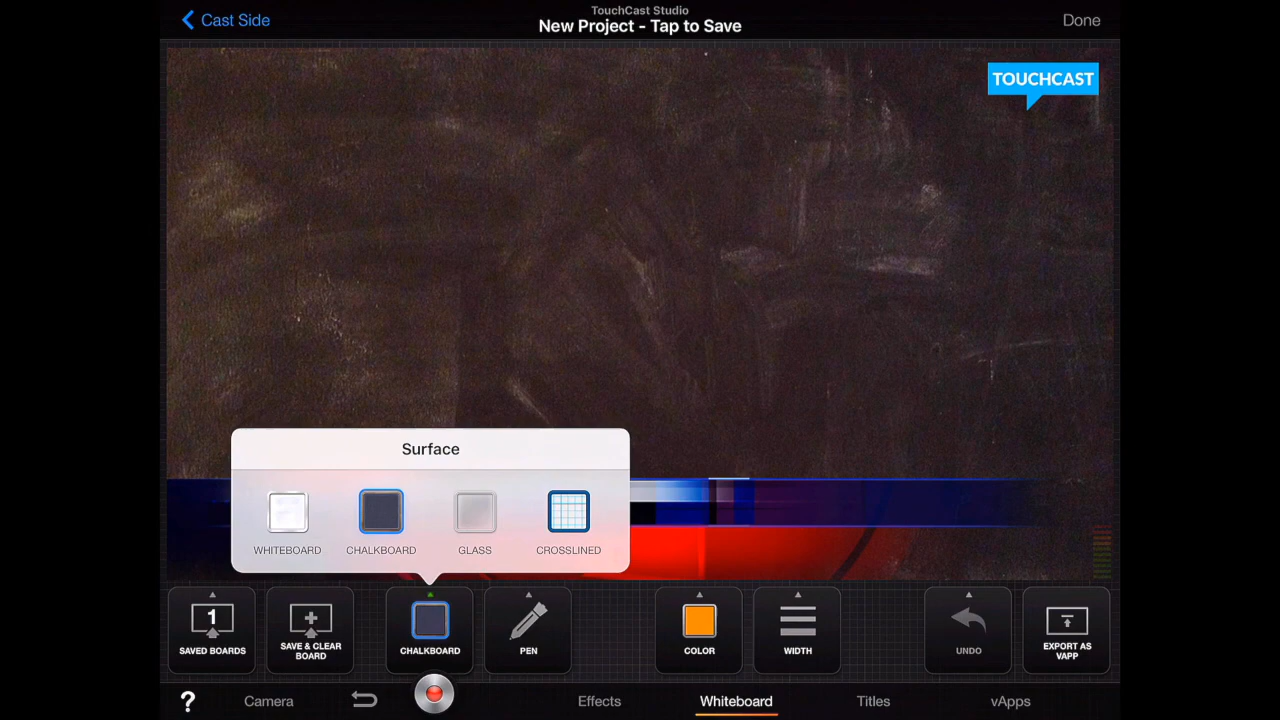 Cast Side
TouchCast Studio
New Project - Tap to Save
Done
TOUCHCAST
Surface
WHITEBOARD
CHALKBOARD
GLASS
CROSSLINED
1
SAVED BOARDS
SAVE & CLEAR
BOARD
CHALKBOARD
PEN
COLOR
WIDTH
UNDO
EXPORT AS
VAPP
?
Camera
Effects
Whiteboard
Titles
vApps